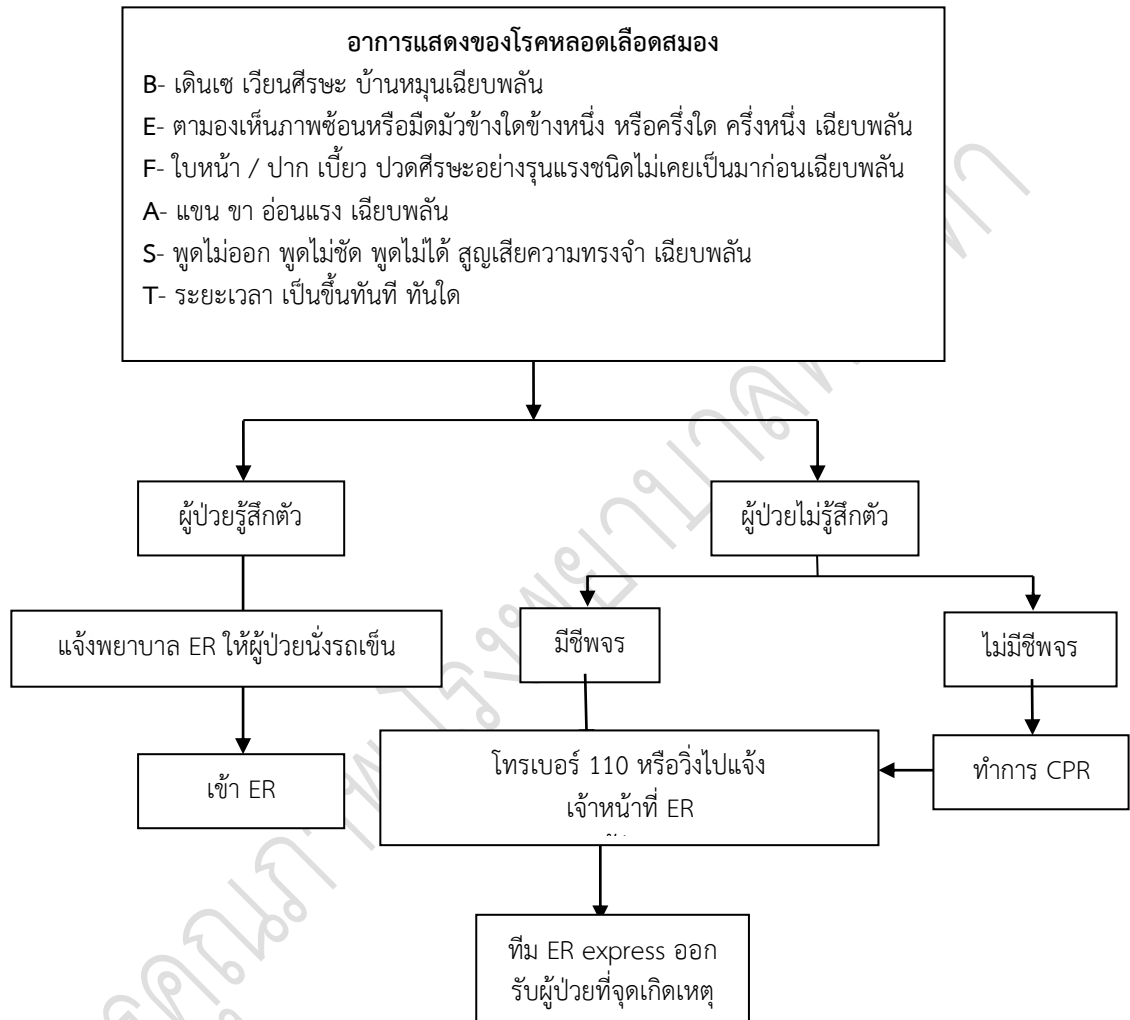 อาการแสดงของโรคหลอดเลือดสมอง
B- เดินเซ เวียนศีรษะ บ้านหมุนเฉียบพลัน
E- ตามองเห็นภาพซ้อนหรือมืดมัวข้างใดข้างหนึ่ง หรือครึ่งใด ครึ่งหนึ่ง เฉียบพลัน
F- ใบหน้า / ปาก เบี้ยว ปวดศีรษะอย่างรุนแรงชนิดไม่เคยเป็นมาก่อนเฉียบพลัน
A- แขน ขา อ่อนแรง เฉียบพลัน
S- พูดไม่ออก พูดไม่ชัด พูดไม่ได้ สูญเสียความทรงจำ เฉียบพลัน
T- ระยะเวลา เป็นขึ้นทันที ทันใด
ผู้ป่วยรู้สึกตัว
ผู้ป่วยไม่รู้สึกตัว
แจ้งพยาบาล ER ให้ผู้ป่วยนั่งรถเข็น
มีชีพจร
ไม่มีชีพจร
เข้า ER
โทรเบอร์ 110 หรือวิ่งไปแจ้ง
เจ้าหน้าที่ ER
ทำการ CPR
ทีม ER express ออก
รับผู้ป่วยที่จุดเกิดเหตุ